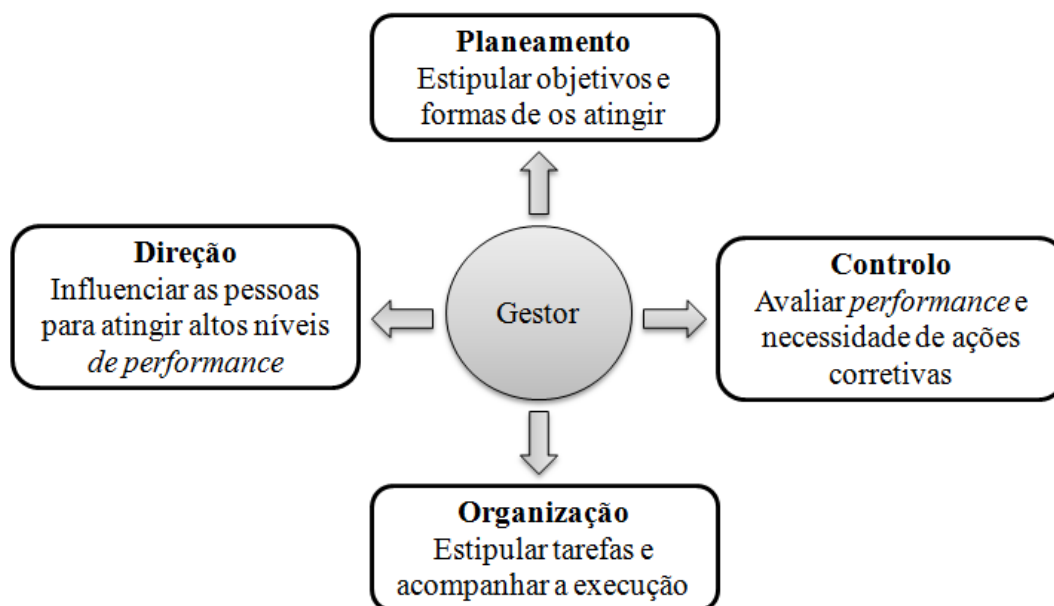 Planeamento
Estipular objetivos e
formas de os atingir
Direção
Influenciar as pessoas
para atingir altos níveis
de performance
Gestor
Controlo
Avaliar performance e
necessidade de ações
corretivas
Organização
Estipular tarefas e
acompanhar a execução